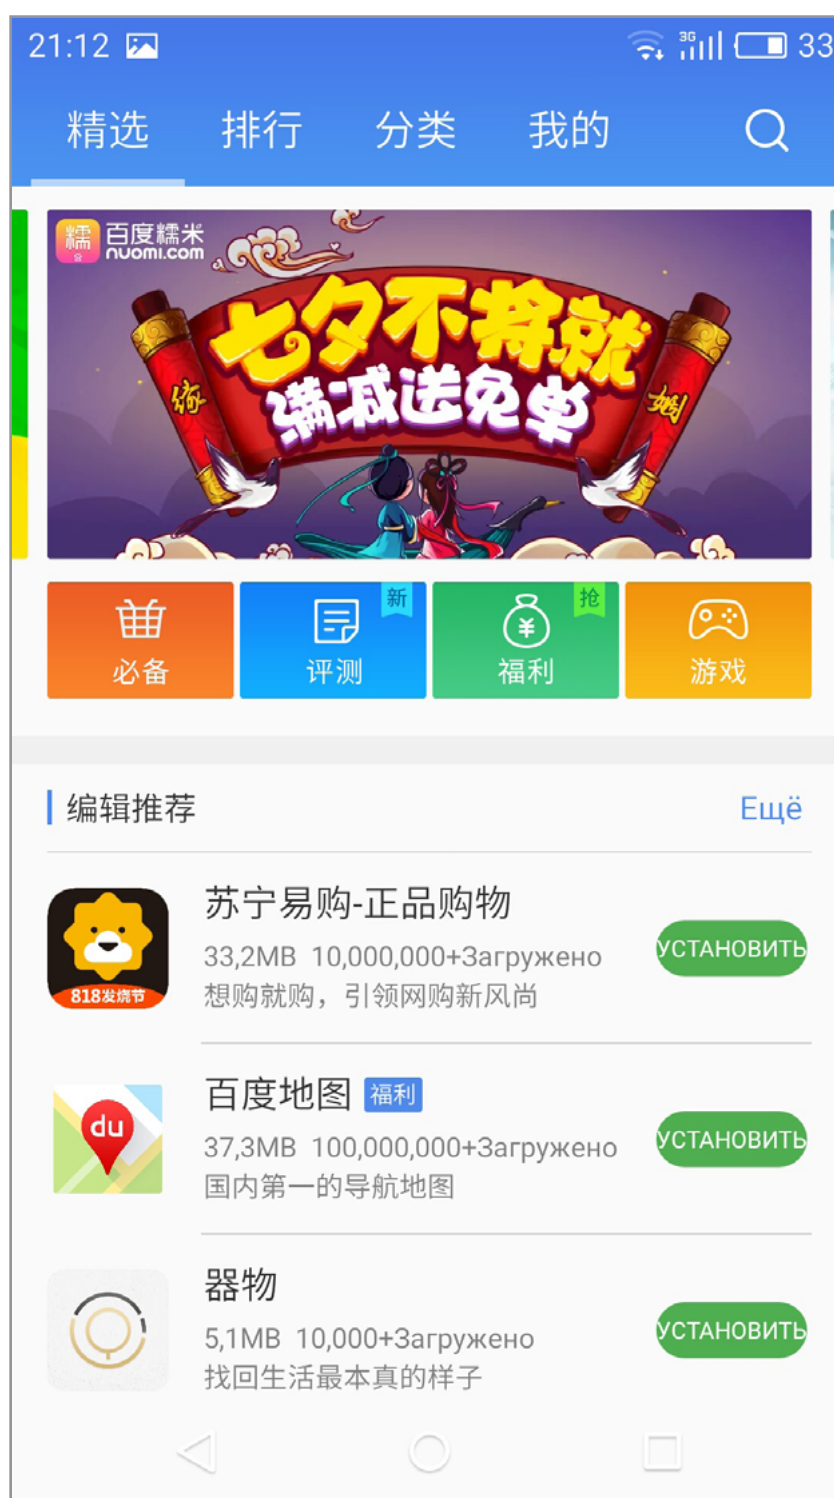 21:12 3G 33
精选 排行 分类 我的
糯 百度糯米
nuomi.com
七夕不将就
满减送免单
缘 姻
新 抢
必备 评测 福利 游戏
编辑推荐 Ещё
苏宁易购-正品购物
33,2MB 10,000,000+Загружено УСТАНОВИТЬ
想购就购，引领网购新风尚
818发烧节
百度地图 福利
du
37,3MB 100,000,000+Загружено УСТАНОВИТЬ
国内第一的导航地图
器物
5,1MB 10,000+Загружено УСТАНОВИТЬ
找回生活最本真的样子